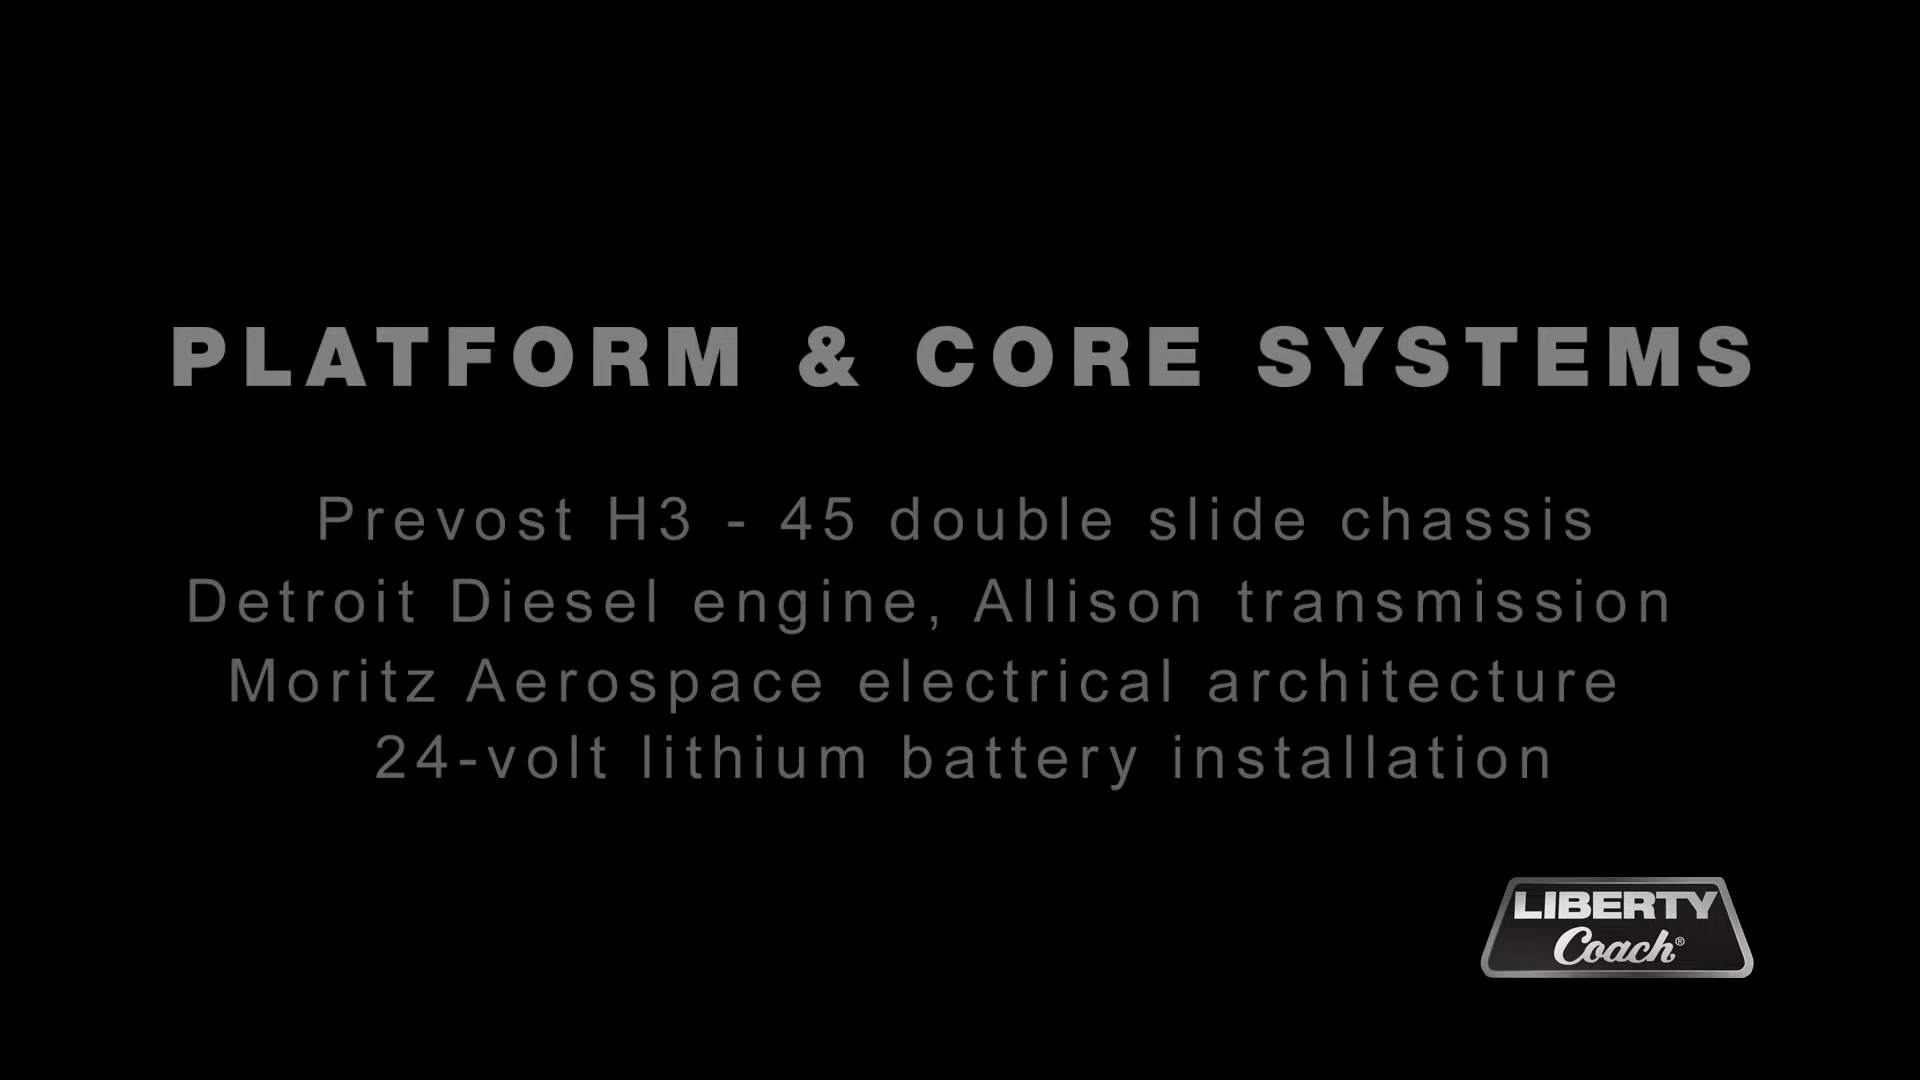 PLATFORM & CORE SYSTEMS
Prevost H3 - 45 double slide chassis
Detroit Diesel engine, Allison transmission
Moritz Aerospace electrical architecture
24-volt lithium battery installation
LIBERTY
Coach®